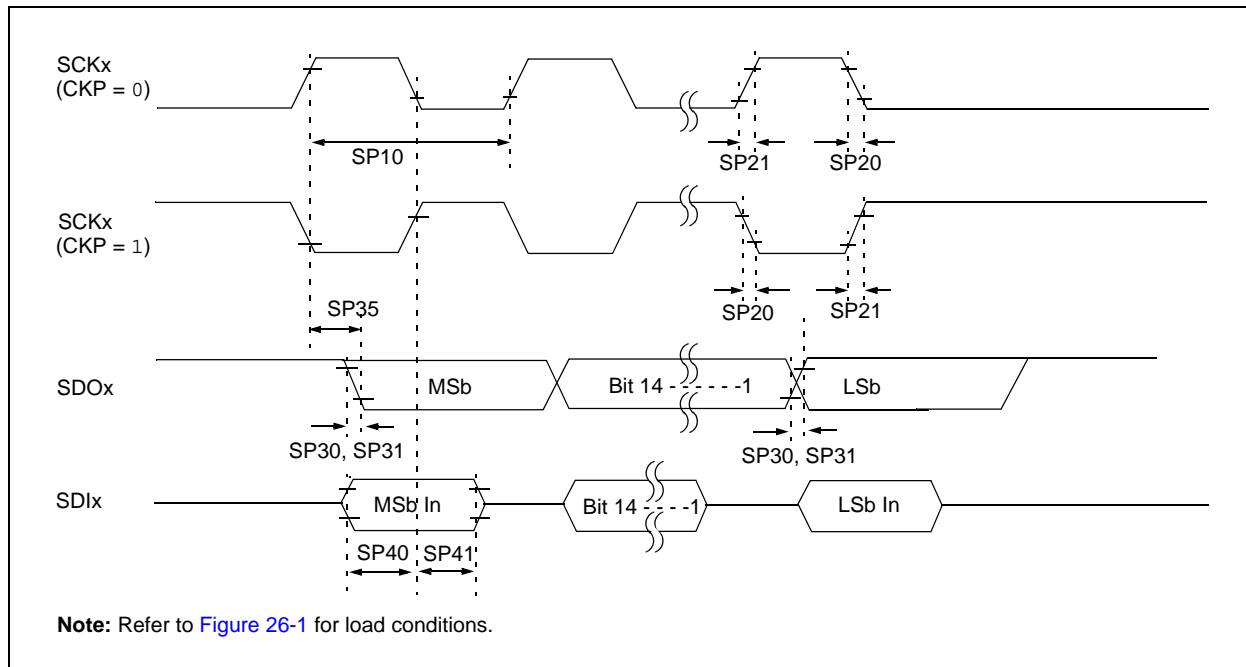 SCKx
(CKP = 0)
SP10
SP21
SP20
SCKx
(CKP = 1)
SP35
SP20
SP21
SDOx
MSb
Bit 14 - - - - - -1
LSb
SP30, SP31
SP30, SP31
SDIx
MSb In
Bit 14 - - - -1
LSb In
SP40
SP41
Note: Refer to Figure 26-1 for load conditions.